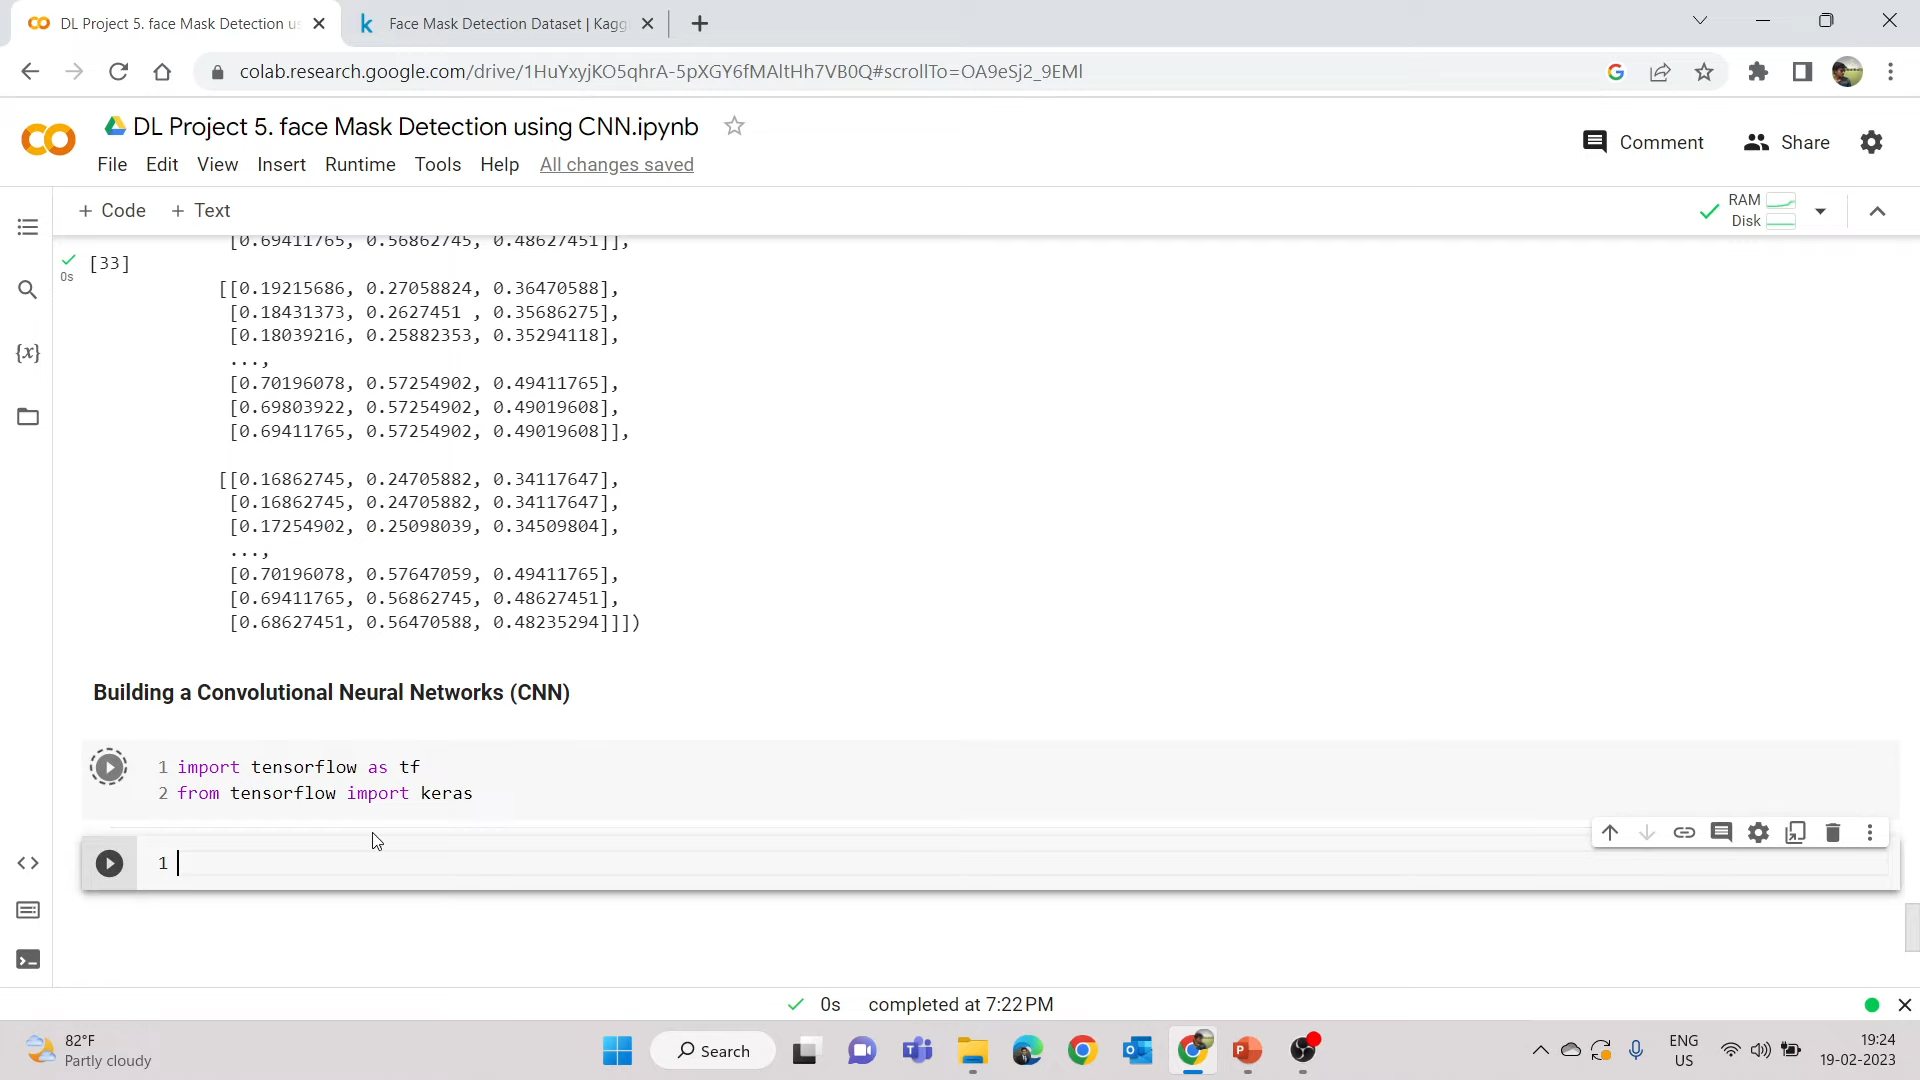 DL Project 5. face Mask Detection us
Face Mask Detection Dataset | Kagg
colab.research.google.com/drive/1HuYxyjKO5qhrA-5pXGY6fMAltHh7VB0Q#scrollTo=OA9eSj2_9EMl
DL Project 5. face Mask Detection using CNN.ipynb
Comment
Share
File Edit View Insert Runtime Tools Help All changes saved
+ Code + Text
RAM
Disk
[0.69411765, 0.56862745, 0.48627451]],
[33]
0s
[[0.19215686, 0.27058824, 0.36470588],
[0.18431373, 0.2627451 , 0.35686275],
[0.18039216, 0.25882353, 0.35294118],
...,
[0.70196078, 0.57254902, 0.49411765],
[0.69803922, 0.57254902, 0.49019608],
[0.69411765, 0.57254902, 0.49019608]],
[[0.16862745, 0.24705882, 0.34117647],
[0.16862745, 0.24705882, 0.34117647],
[0.17254902, 0.25098039, 0.34509804],
...,
[0.70196078, 0.57647059, 0.49411765],
[0.69411765, 0.56862745, 0.48627451],
[0.68627451, 0.56470588, 0.48235294]]])
Building a Convolutional Neural Networks (CNN)
1 import tensorflow as tf
2 from tensorflow import keras
1
0s completed at 7:22 PM
82°F
Partly cloudy
Search
ENG
US
19:24
19-02-2023